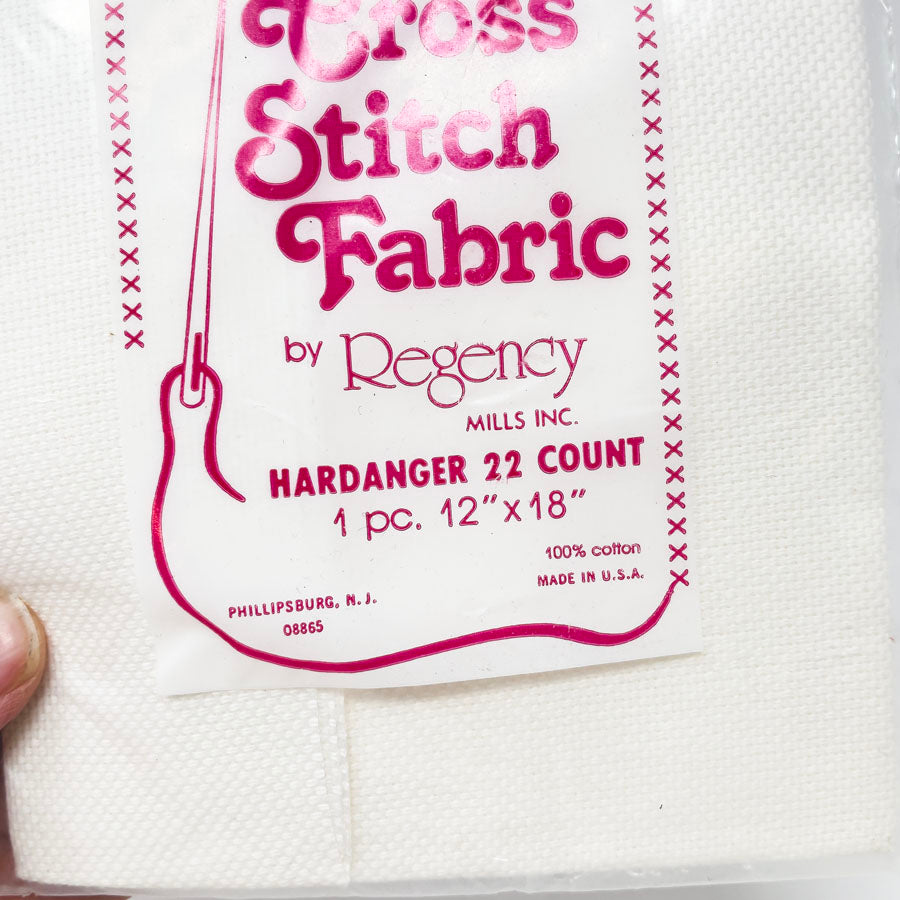 Cross
Stitch
Fabric
by Regency
MILLS INC.
HARDANGER 22 COUNT
1 pc. 12" x 18"
100% cotton
MADE IN U.S.A.
PHILLIPSBURG, N.J.
08865